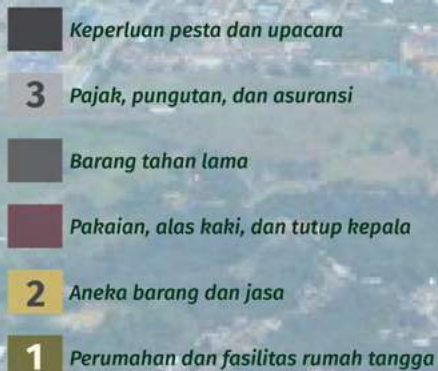 Keperluan pesta dan upacara
3 Pajak, pungutan, dan asuransi
Barang tahan lama
Pakaian, alas kaki, dan tutup kepala
2 Aneka barang dan jasa
1 Perumahan dan fasilitas rumah tangga